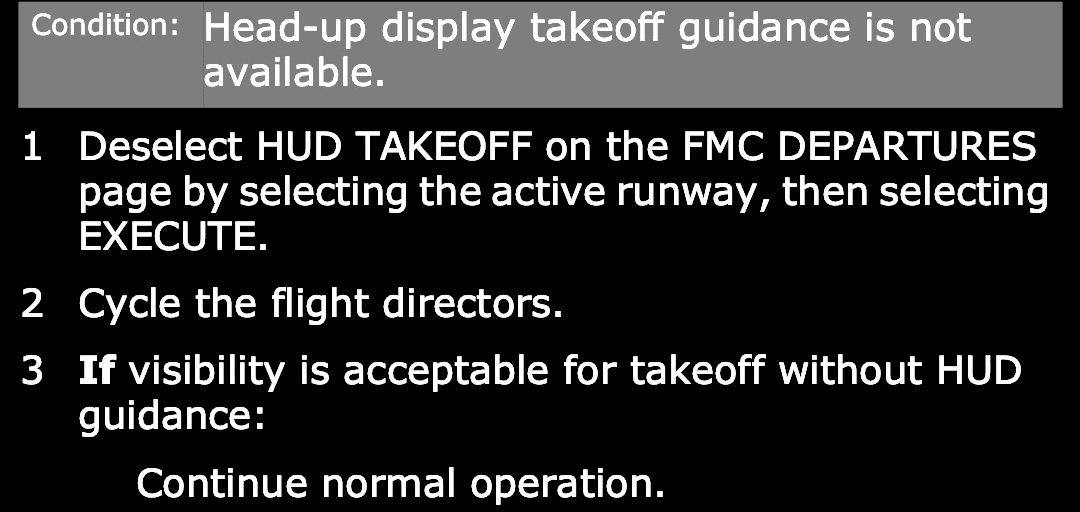 Condition: Head-up display takeoff guidance is not
available.
1 Deselect HUD TAKEOFF on the FMC DEPARTURES
page by selecting the active runway, then selecting
EXECUTE.
2 Cycle the flight directors.
3 If visibility is acceptable for takeoff without HUD
guidance:
Continue normal operation.